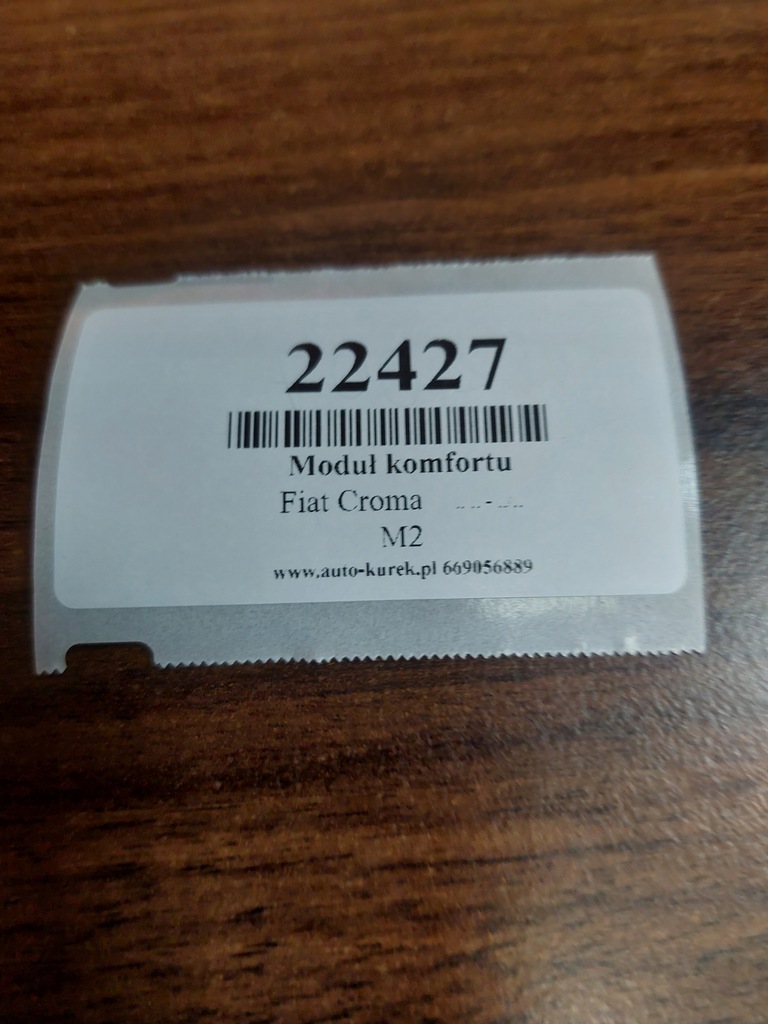 22427
Moduł komfortu
Fiat Croma
M2
www.auto-kurek.pl 669056889